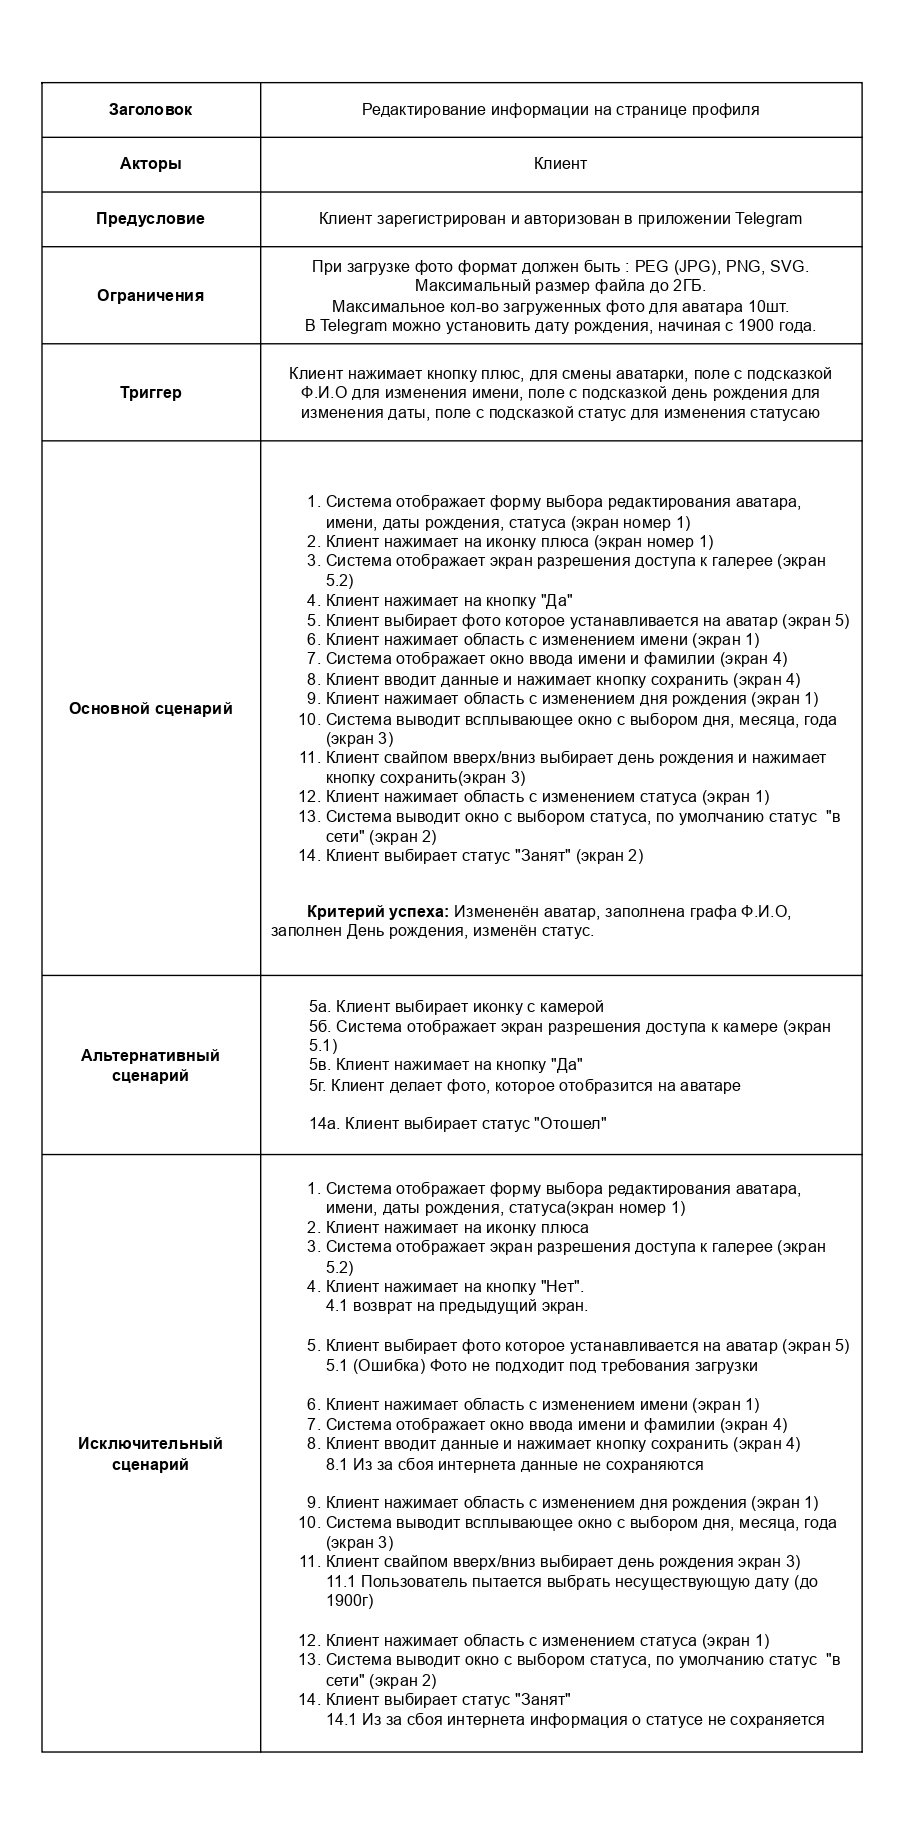 Заголовок
Редактирование информации на странице профиля
Акторы
Клиент
Предусловие
Клиент зарегистрирован и авторизован в приложении Telegram
Ограничения
При загрузке фото формат должен быть : PEG (JPG), PNG, SVG.
Максимальный размер файла до 2ГБ.
Максимальное кол-во загруженных фото для аватара 10шт.
В Telegram можно установить дату рождения, начиная с 1900 года.
Триггер
Клиент нажимает кнопку плюс, для смены аватарки, поле с подсказкой
Ф.И.О для изменения имени, поле с подсказкой день рождения для
изменения даты, поле с подсказкой статус для изменения статусаю
Основной сценарий
1. Система отображает форму выбора редактирования аватара,
имени, даты рождения, статуса (экран номер 1)
2. Клиент нажимает на иконку плюса (экран номер 1)
3. Система отображает экран разрешения доступа к галерее (экран
5.2)
4. Клиент нажимает на кнопку "Да"
5. Клиент выбирает фото которое устанавливается на аватар (экран 5)
6. Клиент нажимает область с изменением имени (экран 1)
7. Система отображает окно ввода имени и фамилии (экран 4)
8. Клиент вводит данные и нажимает кнопку сохранить (экран 4)
9. Клиент нажимает область с изменением дня рождения (экран 1)
10. Система выводит всплывающее окно с выбором дня, месяца, года
(экран 3)
11. Клиент свайпом вверх/вниз выбирает день рождения и нажимает
кнопку сохранить(экран 3)
12. Клиент нажимает область с изменением статуса (экран 1)
13. Система выводит окно с выбором статуса, по умолчанию статус "в
сети" (экран 2)
14. Клиент выбирает статус "Занят" (экран 2)
Критерий успеха: Измененён аватар, заполнена графа Ф.И.О,
заполнен День рождения, изменён статус.
Альтернативный
сценарий
5а. Клиент выбирает иконку с камерой
5б. Система отображает экран разрешения доступа к камере (экран
5.1)
5в. Клиент нажимает на кнопку "Да"
5г. Клиент делает фото, которое отобразится на аватаре
14а. Клиент выбирает статус "Отошел"
Исключительный
сценарий
1. Система отображает форму выбора редактирования аватара,
имени, даты рождения, статуса(экран номер 1)
2. Клиент нажимает на иконку плюса
3. Система отображает экран разрешения доступа к галерее (экран
5.2)
4. Клиент нажимает на кнопку "Нет".
4.1 возврат на предыдущий экран.
5. Клиент выбирает фото которое устанавливается на аватар (экран 5)
5.1 (Ошибка) Фото не подходит под требования загрузки
6. Клиент нажимает область с изменением имени (экран 1)
7. Система отображает окно ввода имени и фамилии (экран 4)
8. Клиент вводит данные и нажимает кнопку сохранить (экран 4)
8.1 Из за сбоя интернета данные не сохраняются
9. Клиент нажимает область с изменением дня рождения (экран 1)
10. Система выводит всплывающее окно с выбором дня, месяца, года
(экран 3)
11. Клиент свайпом вверх/вниз выбирает день рождения экран 3)
11.1 Пользователь пытается выбрать несуществующую дату (до
1900г)
12. Клиент нажимает область с изменением статуса (экран 1)
13. Система выводит окно с выбором статуса, по умолчанию статус "в
сети" (экран 2)
14. Клиент выбирает статус "Занят"
14.1 Из за сбоя интернета информация о статусе не сохраняется